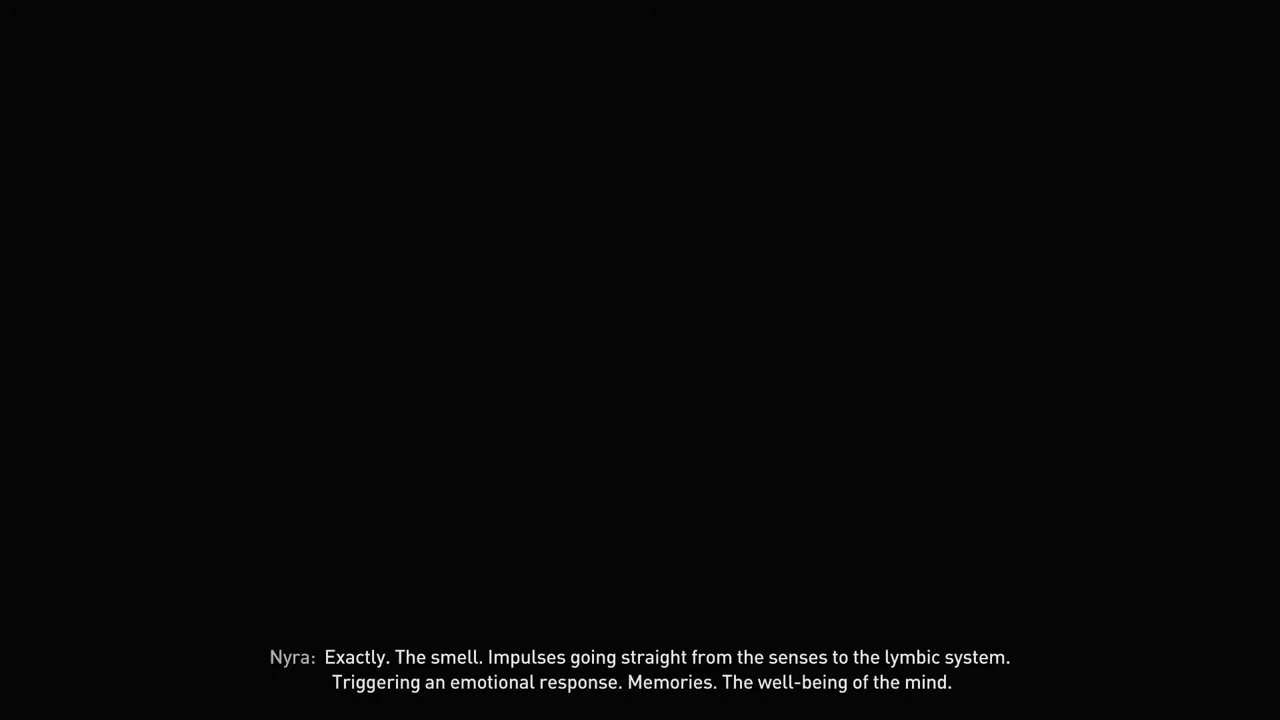 Nyra: Exactly. The smell. Impulses going straight from the senses to the lymbic system.
Triggering an emotional response. Memories. The well-being of the mind.